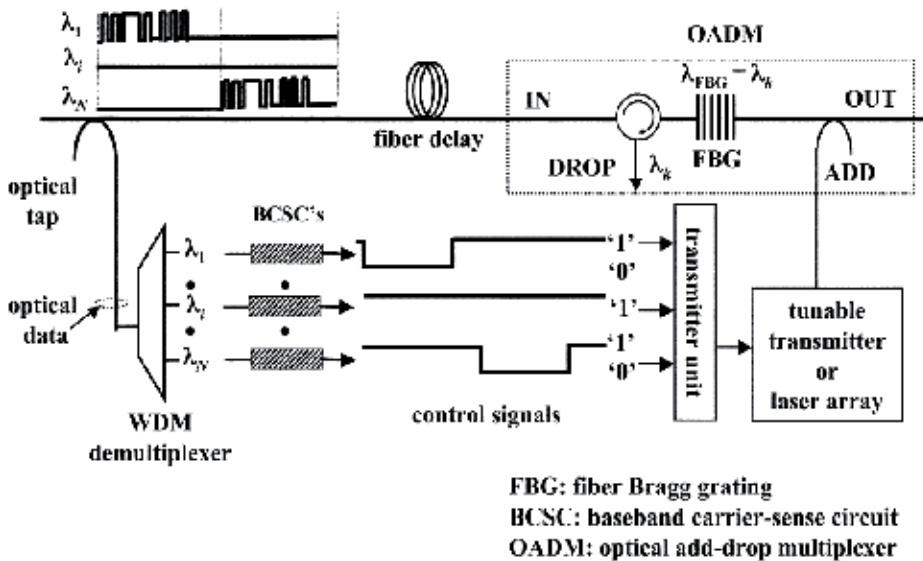 OADM
λ1
λi
λN
λFBG = λk
IN
OUT
fiber delay
DROP
λk
FBG
ADD
optical
tap
BCSC's
λ1
'1'
'0'
optical
data
λi
'1'
λN
'1'
'0'
transmitter
unit
tunable
transmitter
or
laser array
WDM
demultiplexer
control signals
FBG: fiber Bragg grating
BCSC: baseband carrier-sense circuit
OADM: optical add-drop multiplexer